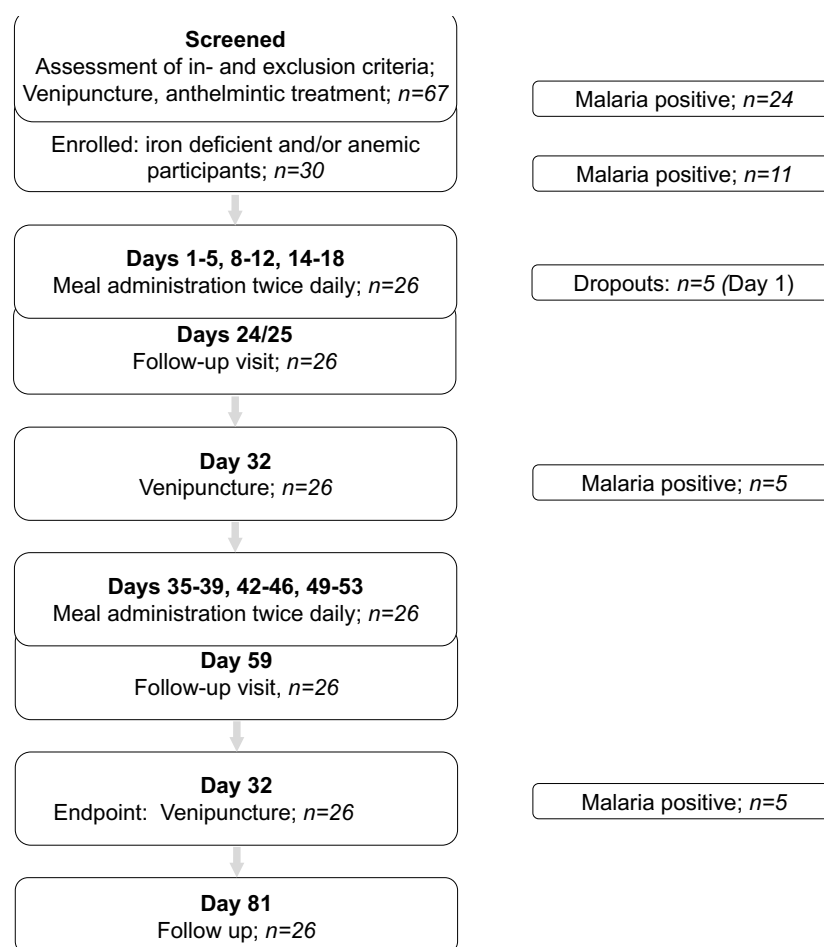 Screened
Assessment of in- and exclusion criteria;
Venipuncture, anthelmintic treatment; n=67
Malaria positive; n=24
Enrolled: iron deficient and/or anemic
participants; n=30
Malaria positive; n=11
Days 1-5, 8-12, 14-18
Meal administration twice daily; n=26
Dropouts: n=5 (Day 1)
Days 24/25
Follow-up visit; n=26
Day 32
Venipuncture; n=26
Malaria positive; n=5
Days 35-39, 42-46, 49-53
Meal administration twice daily; n=26
Day 59
Follow-up visit, n=26
Day 32
Endpoint: Venipuncture; n=26
Malaria positive; n=5
Day 81
Follow up; n=26